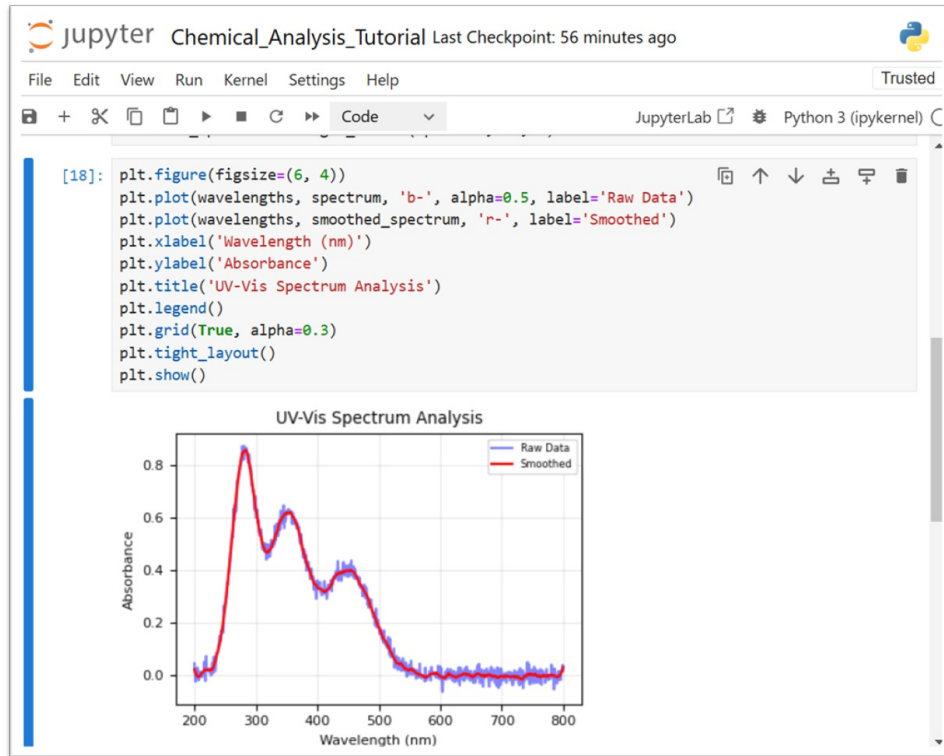 jupyter Chemical_Analysis_Tutorial Last Checkpoint: 56 minutes ago
File Edit View Run Kernel Settings Help
Trusted
Code
JupyterLab
Python 3 (ipykernel)
[18]:
plt.figure(figsize=(6, 4))
plt.plot(wavelengths, spectrum, 'b-', alpha=0.5, label='Raw Data')
plt.plot(wavelengths, smoothed_spectrum, 'r-', label='Smoothed')
plt.xlabel('Wavelength (nm)')
plt.ylabel('Absorbance')
plt.title('UV-Vis Spectrum Analysis')
plt.legend()
plt.grid(True, alpha=0.3)
plt.tight_layout()
plt.show()
UV-Vis Spectrum Analysis
Raw Data
Smoothed
Absorbance
0.8
0.6
0.4
0.2
0.0
200 300 400 500 600 700 800
Wavelength (nm)